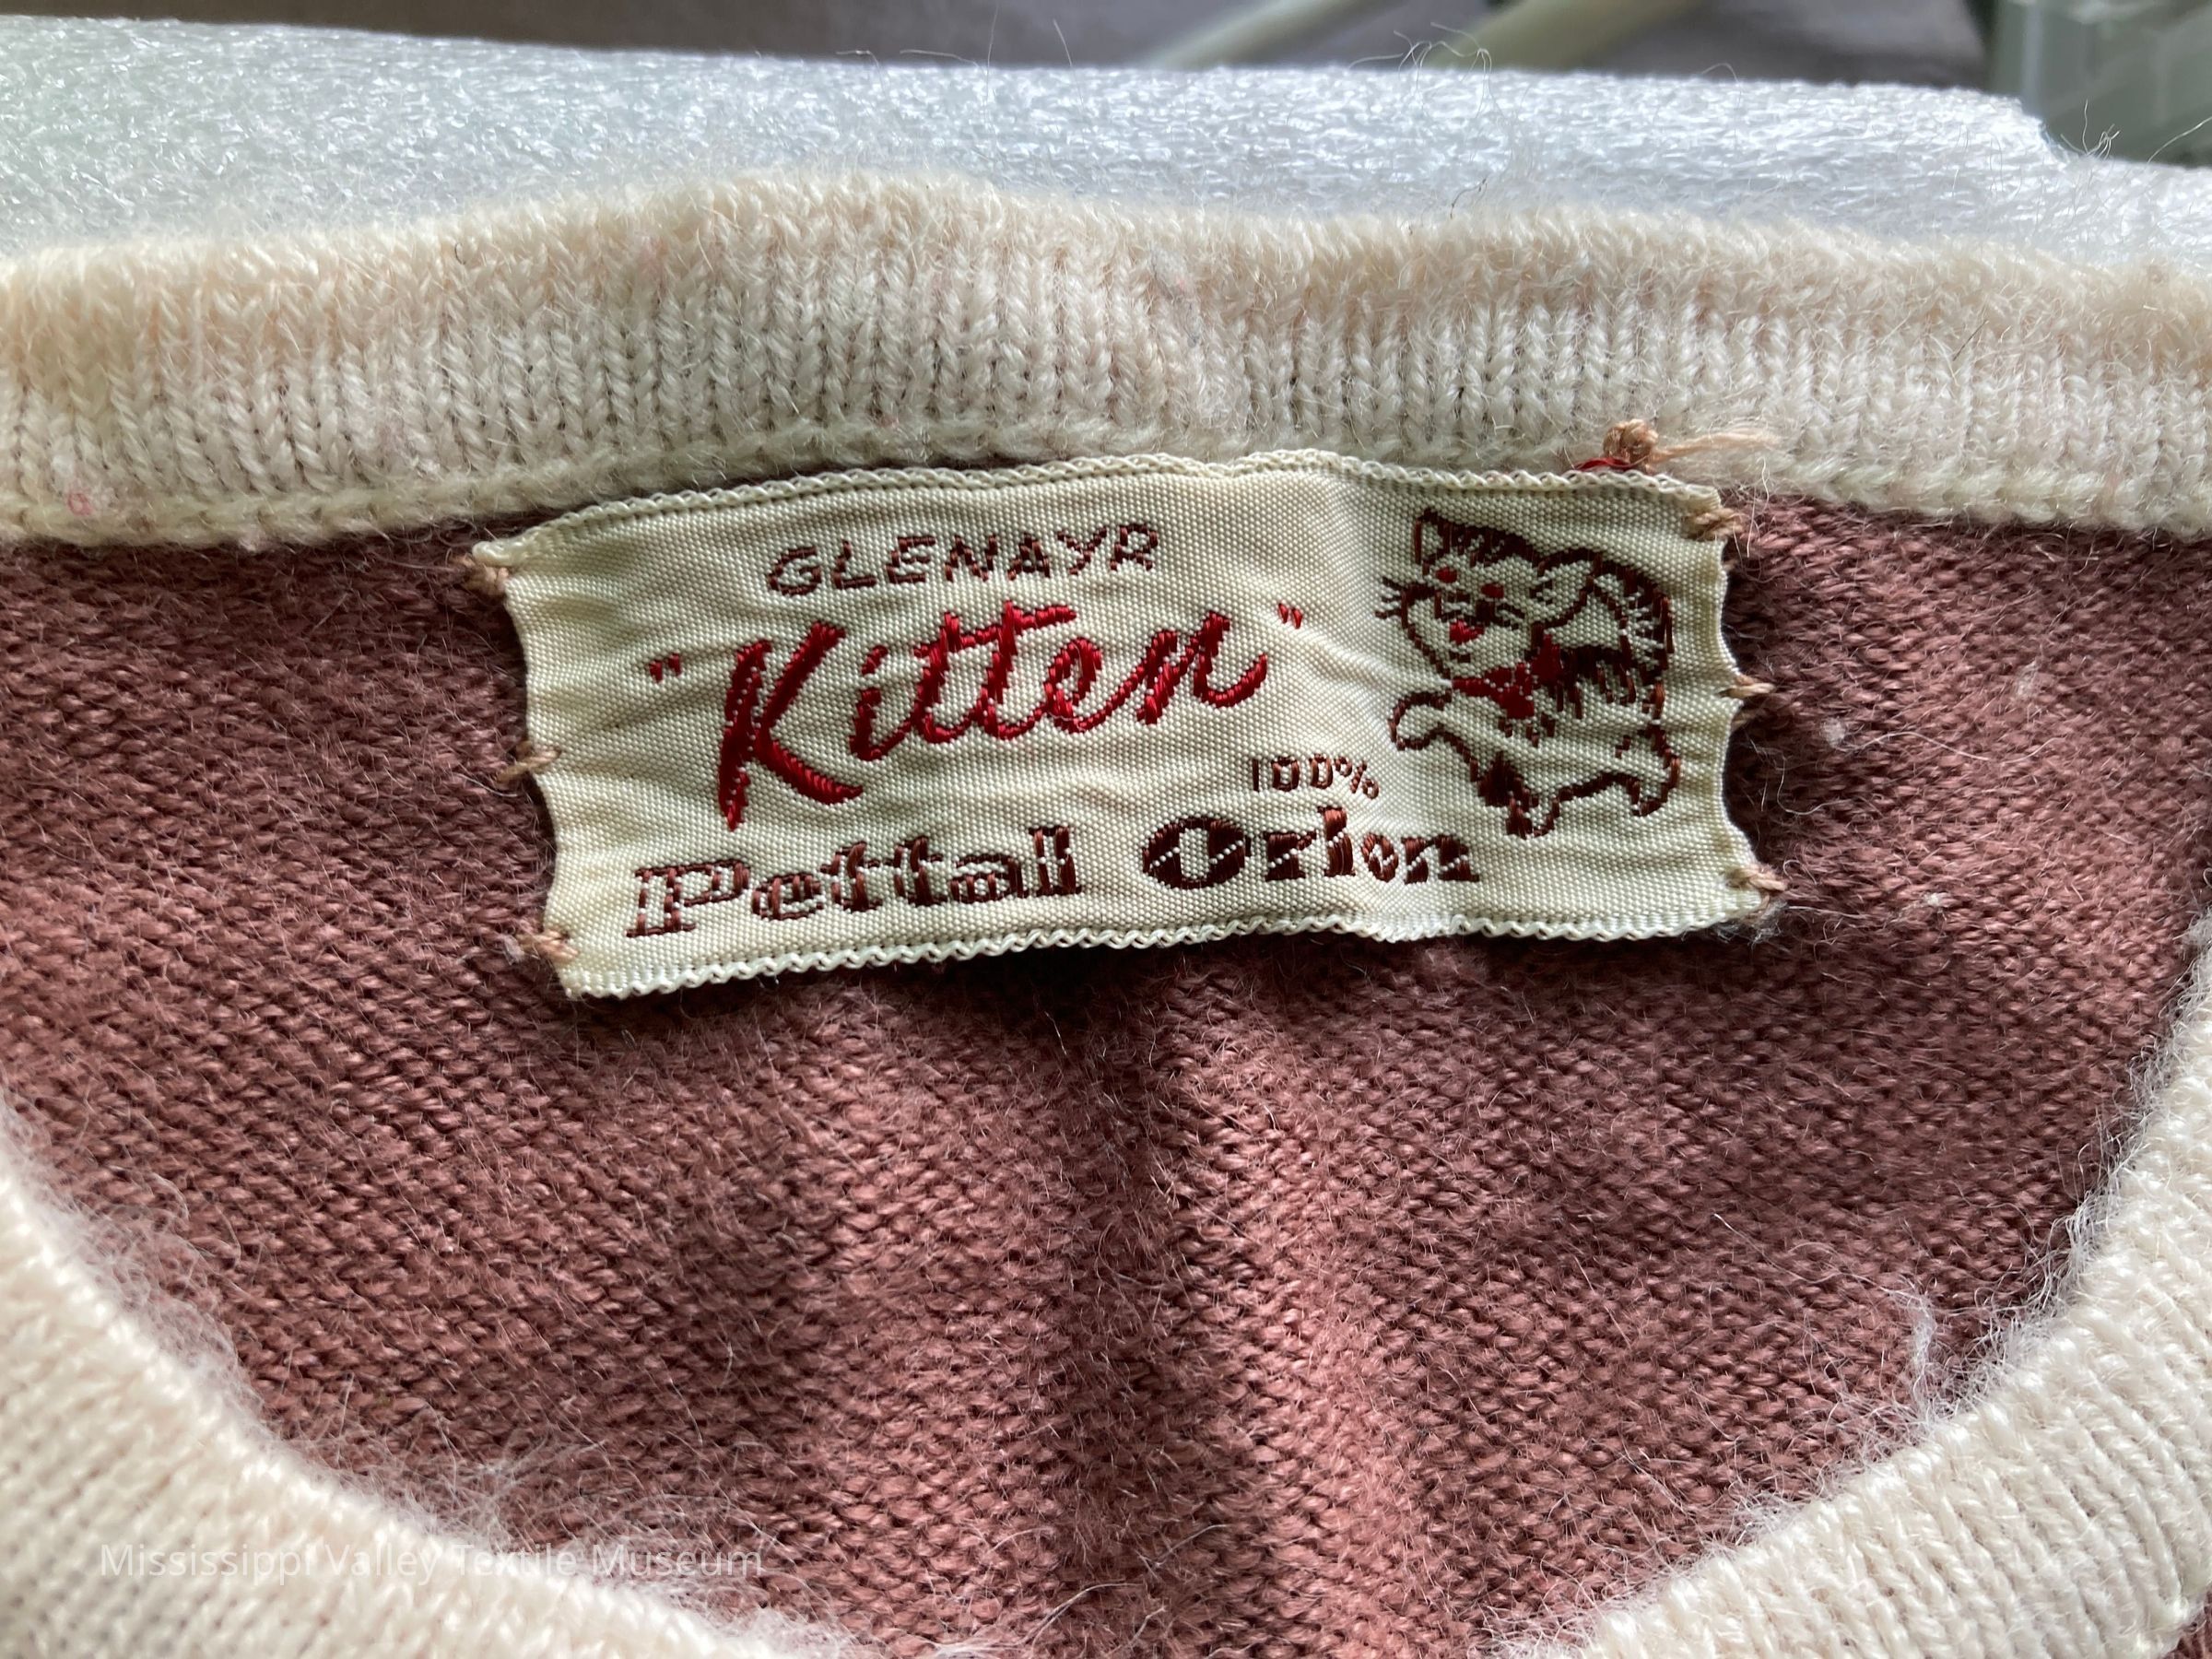 GLENAYR
"Kitten"
100%
Pettal Orlon
Mississippi Valley Textile Museum